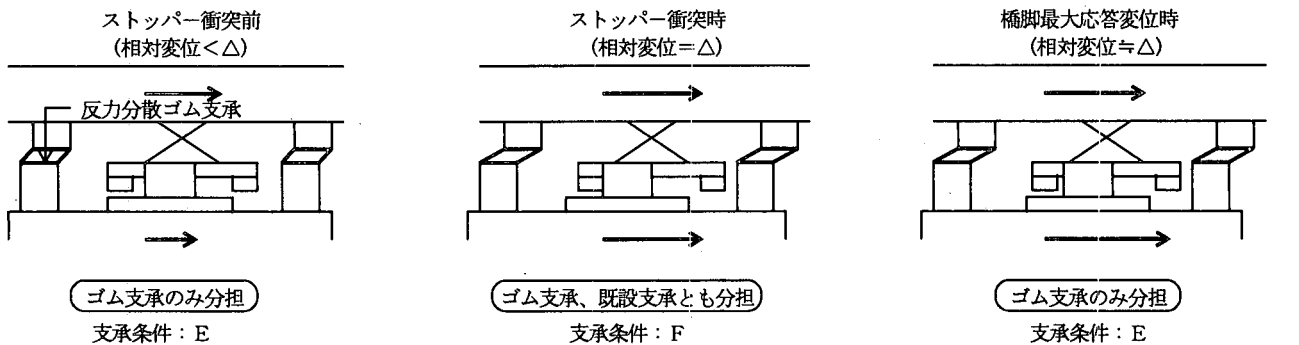 ストッパー衝突前
(相対変位<△)
反力分散ゴム支承
ゴム支承のみ分担
支承条件:E
ストッパー衝突時
(相対変位=△)
ゴム支承、既設支承とも分担
支承条件:F
橋脚最大応答変位時
(相対変位≒△)
ゴム支承のみ分担
支承条件:E